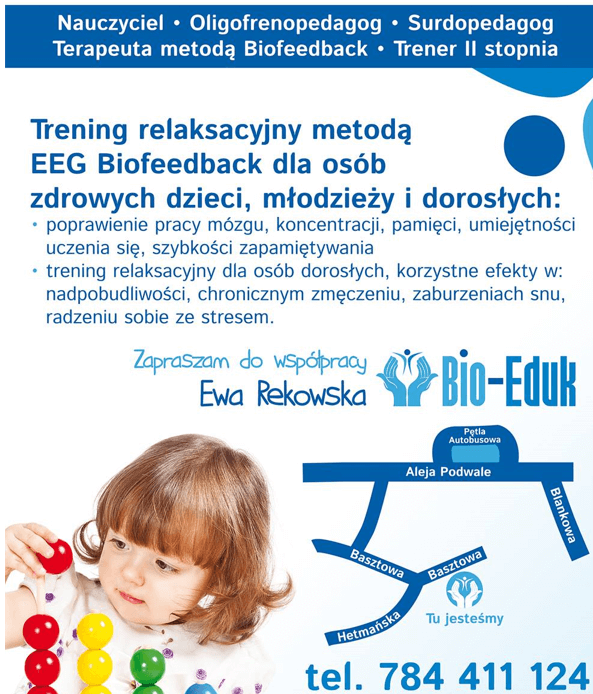 Nauczyciel • Oligofrenopedagog • Surdopedagog
Terapeuta metodą Biofeedback • Trener II stopnia
Trening relaksacyjny metodą
EEG Biofeedback dla osób
zdrowych dzieci, młodzieży i dorosłych:
• poprawienie pracy mózgu, koncentracji, pamięci, umiejętności
uczenia się, szybkości zapamiętywania
• trening relaksacyjny dla osób dorosłych, korzystne efekty w:
nadpobudliwości, chronicznym zmęczeniu, zaburzeniach snu,
radzeniu sobie ze stresem.
Zapraszam do współpracy
Ewa Rekowska
Bio-Eduk
Pętla
Autobusowa
Aleja Podwale
Blankowa
Basztowa
Basztowa
Hetmańska
Tu jesteśmy
tel. 784 411 124